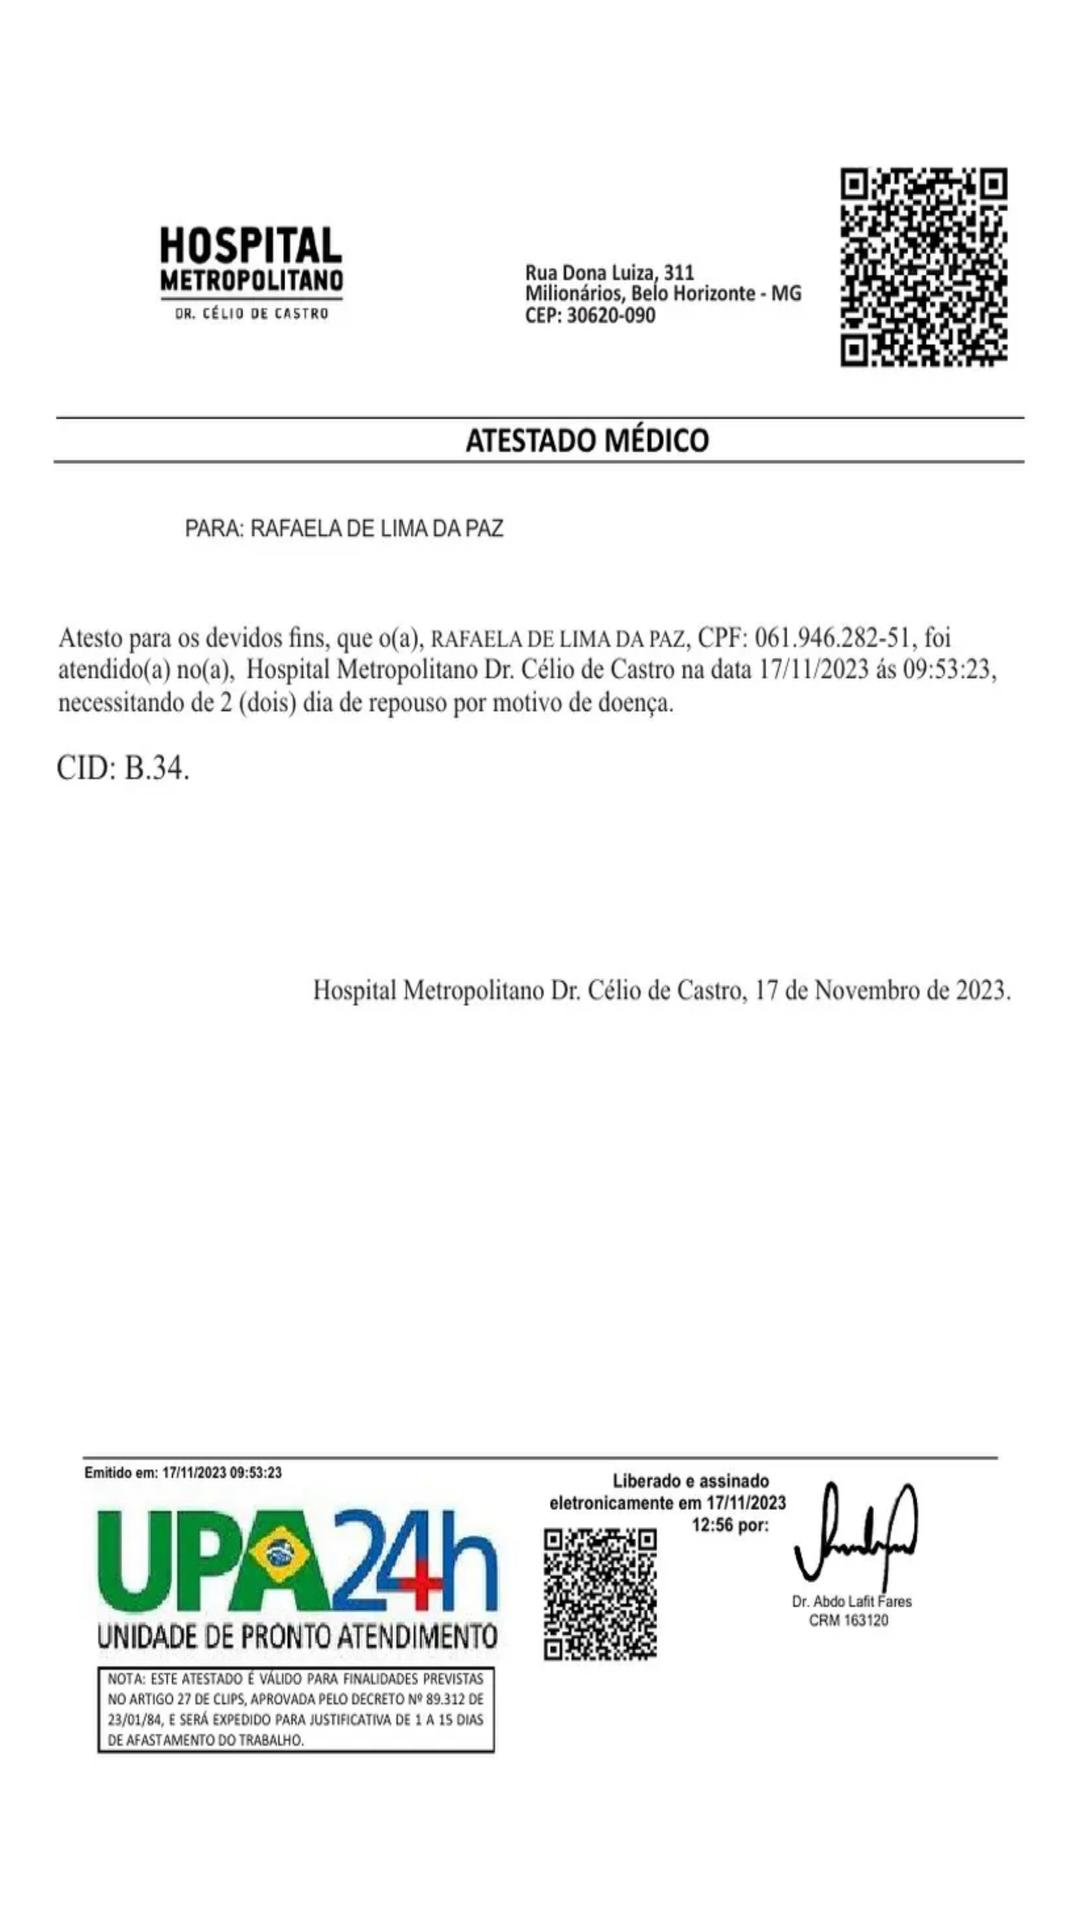 HOSPITAL
METROPOLITANO
DR. CÉLIO DE CASTRO
Rua Dona Luiza, 311
Milionários, Belo Horizonte - MG
CEP: 30620-090
ATESTADO MÉDICO
PARA: RAFAELA DE LIMA DA PAZ
Atesto para os devidos fins, que o(a), RAFAELA DE LIMA DA PAZ, CPF: 061.946.282-51, foi
atendido(a) no(a), Hospital Metropolitano Dr. Célio de Castro na data 17/11/2023 ás 09:53:23,
necessitando de 2 (dois) dia de repouso por motivo de doença.
CID: B.34.
Hospital Metropolitano Dr. Célio de Castro, 17 de Novembro de 2023.
Emitido em: 17/11/2023 09:53:23
UPA24h
UNIDADE DE PRONTO ATENDIMENTO
NOTA: ESTE ATESTADO É VÁLIDO PARA FINALIDADES PREVISTAS
NO ARTIGO 27 DE CLIPS, APROVADA PELO DECRETO Nº 89.312 DE
23/01/84, E SERÁ EXPEDIDO PARA JUSTIFICATIVA DE 1 A 15 DIAS
DE AFASTAMENTO DO TRABALHO.
Liberado e assinado
eletronicamente em 17/11/2023
12:56 por:
Dr. Abdo Lafit Fares
CRM 163120